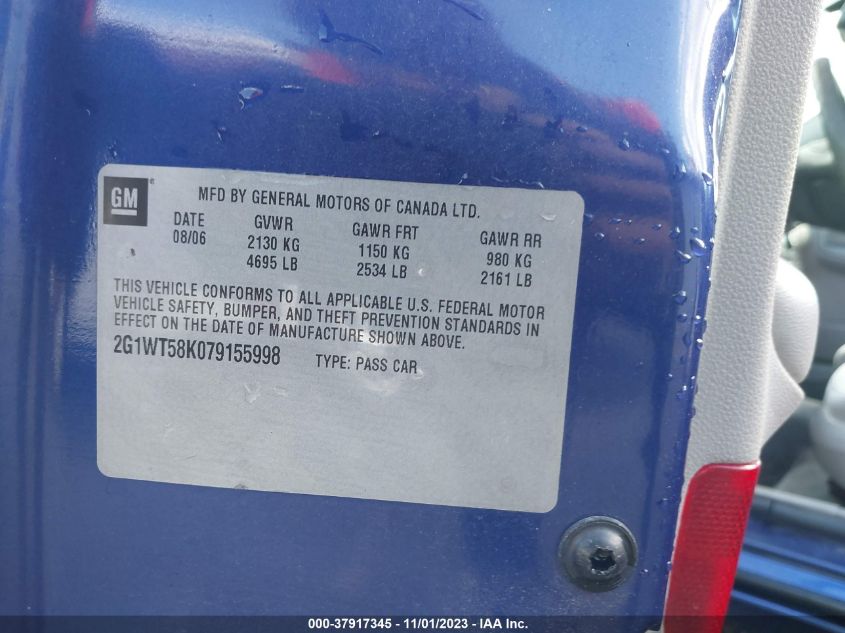 GM
MFD BY GENERAL MOTORS OF CANADA LTD.
DATE GVWR GAWR FRT GAWR RR
08/06 2130 KG 1150 KG 980 KG
4695 LB 2534 LB 2161 LB
THIS VEHICLE CONFORMS TO ALL APPLICABLE U.S. FEDERAL MOTOR
VEHICLE SAFETY, BUMPER, AND THEFT PREVENTION STANDARDS IN
EFFECT ON THE DATE OF MANUFACTURE SHOWN ABOVE.
2G1WT58K079155998 TYPE: PASS CAR
000-37917345 - 11/01/2023 - IAA Inc.